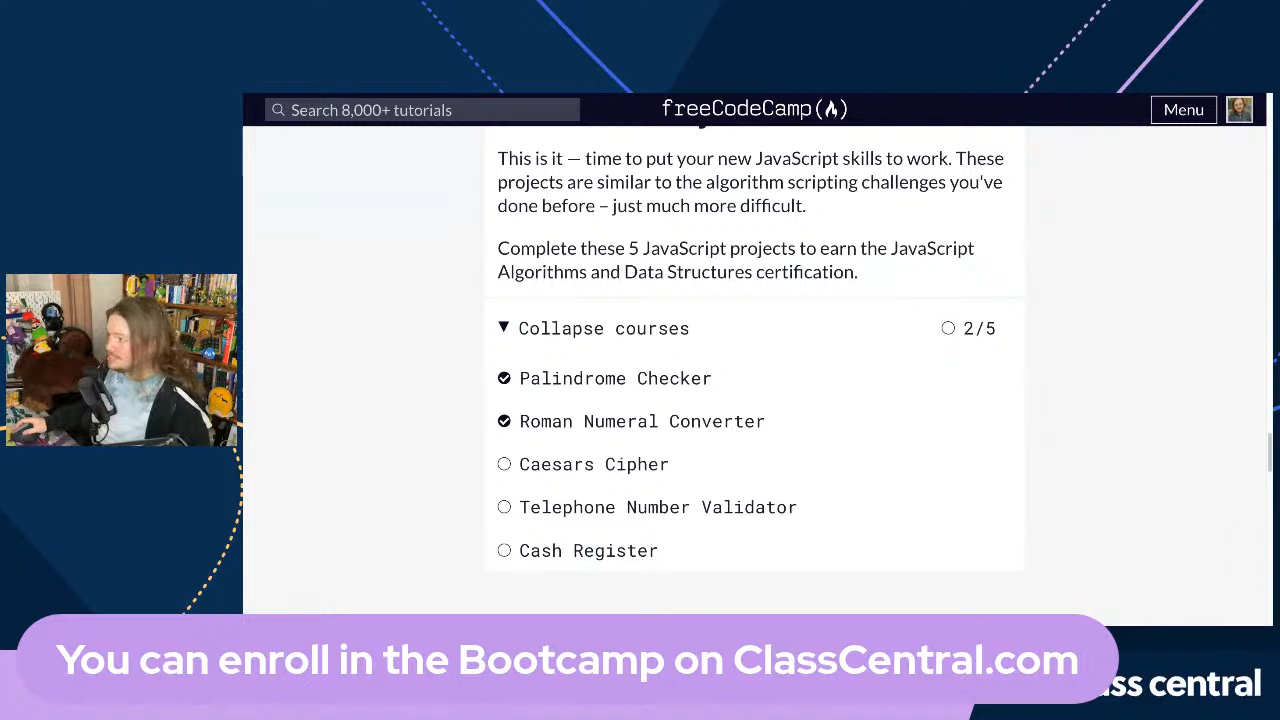 Search 8,000+ tutorials
freeCodeCamp
Menu
This is it — time to put your new JavaScript skills to work. These
projects are similar to the algorithm scripting challenges you've
done before – just much more difficult.
Complete these 5 JavaScript projects to earn the JavaScript
Algorithms and Data Structures certification.
Collapse courses
2/5
Palindrome Checker
Roman Numeral Converter
Caesars Cipher
Telephone Number Validator
Cash Register
You can enroll in the Bootcamp on ClassCentral.com
ass central